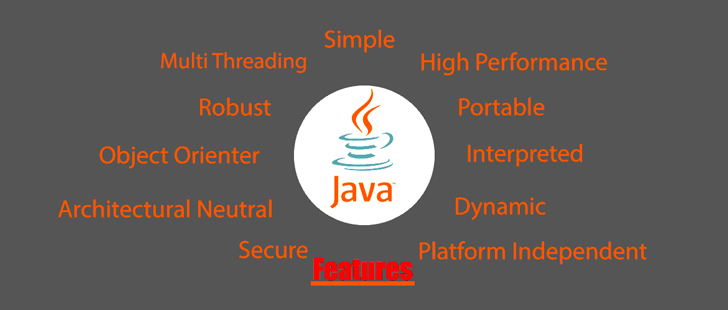 Simple
Multi Threading
High Performance
Robust
Portable
Object Orienter
Interpreted
Java
Architectural Neutral
Dynamic
Secure
Platform Independent
Features